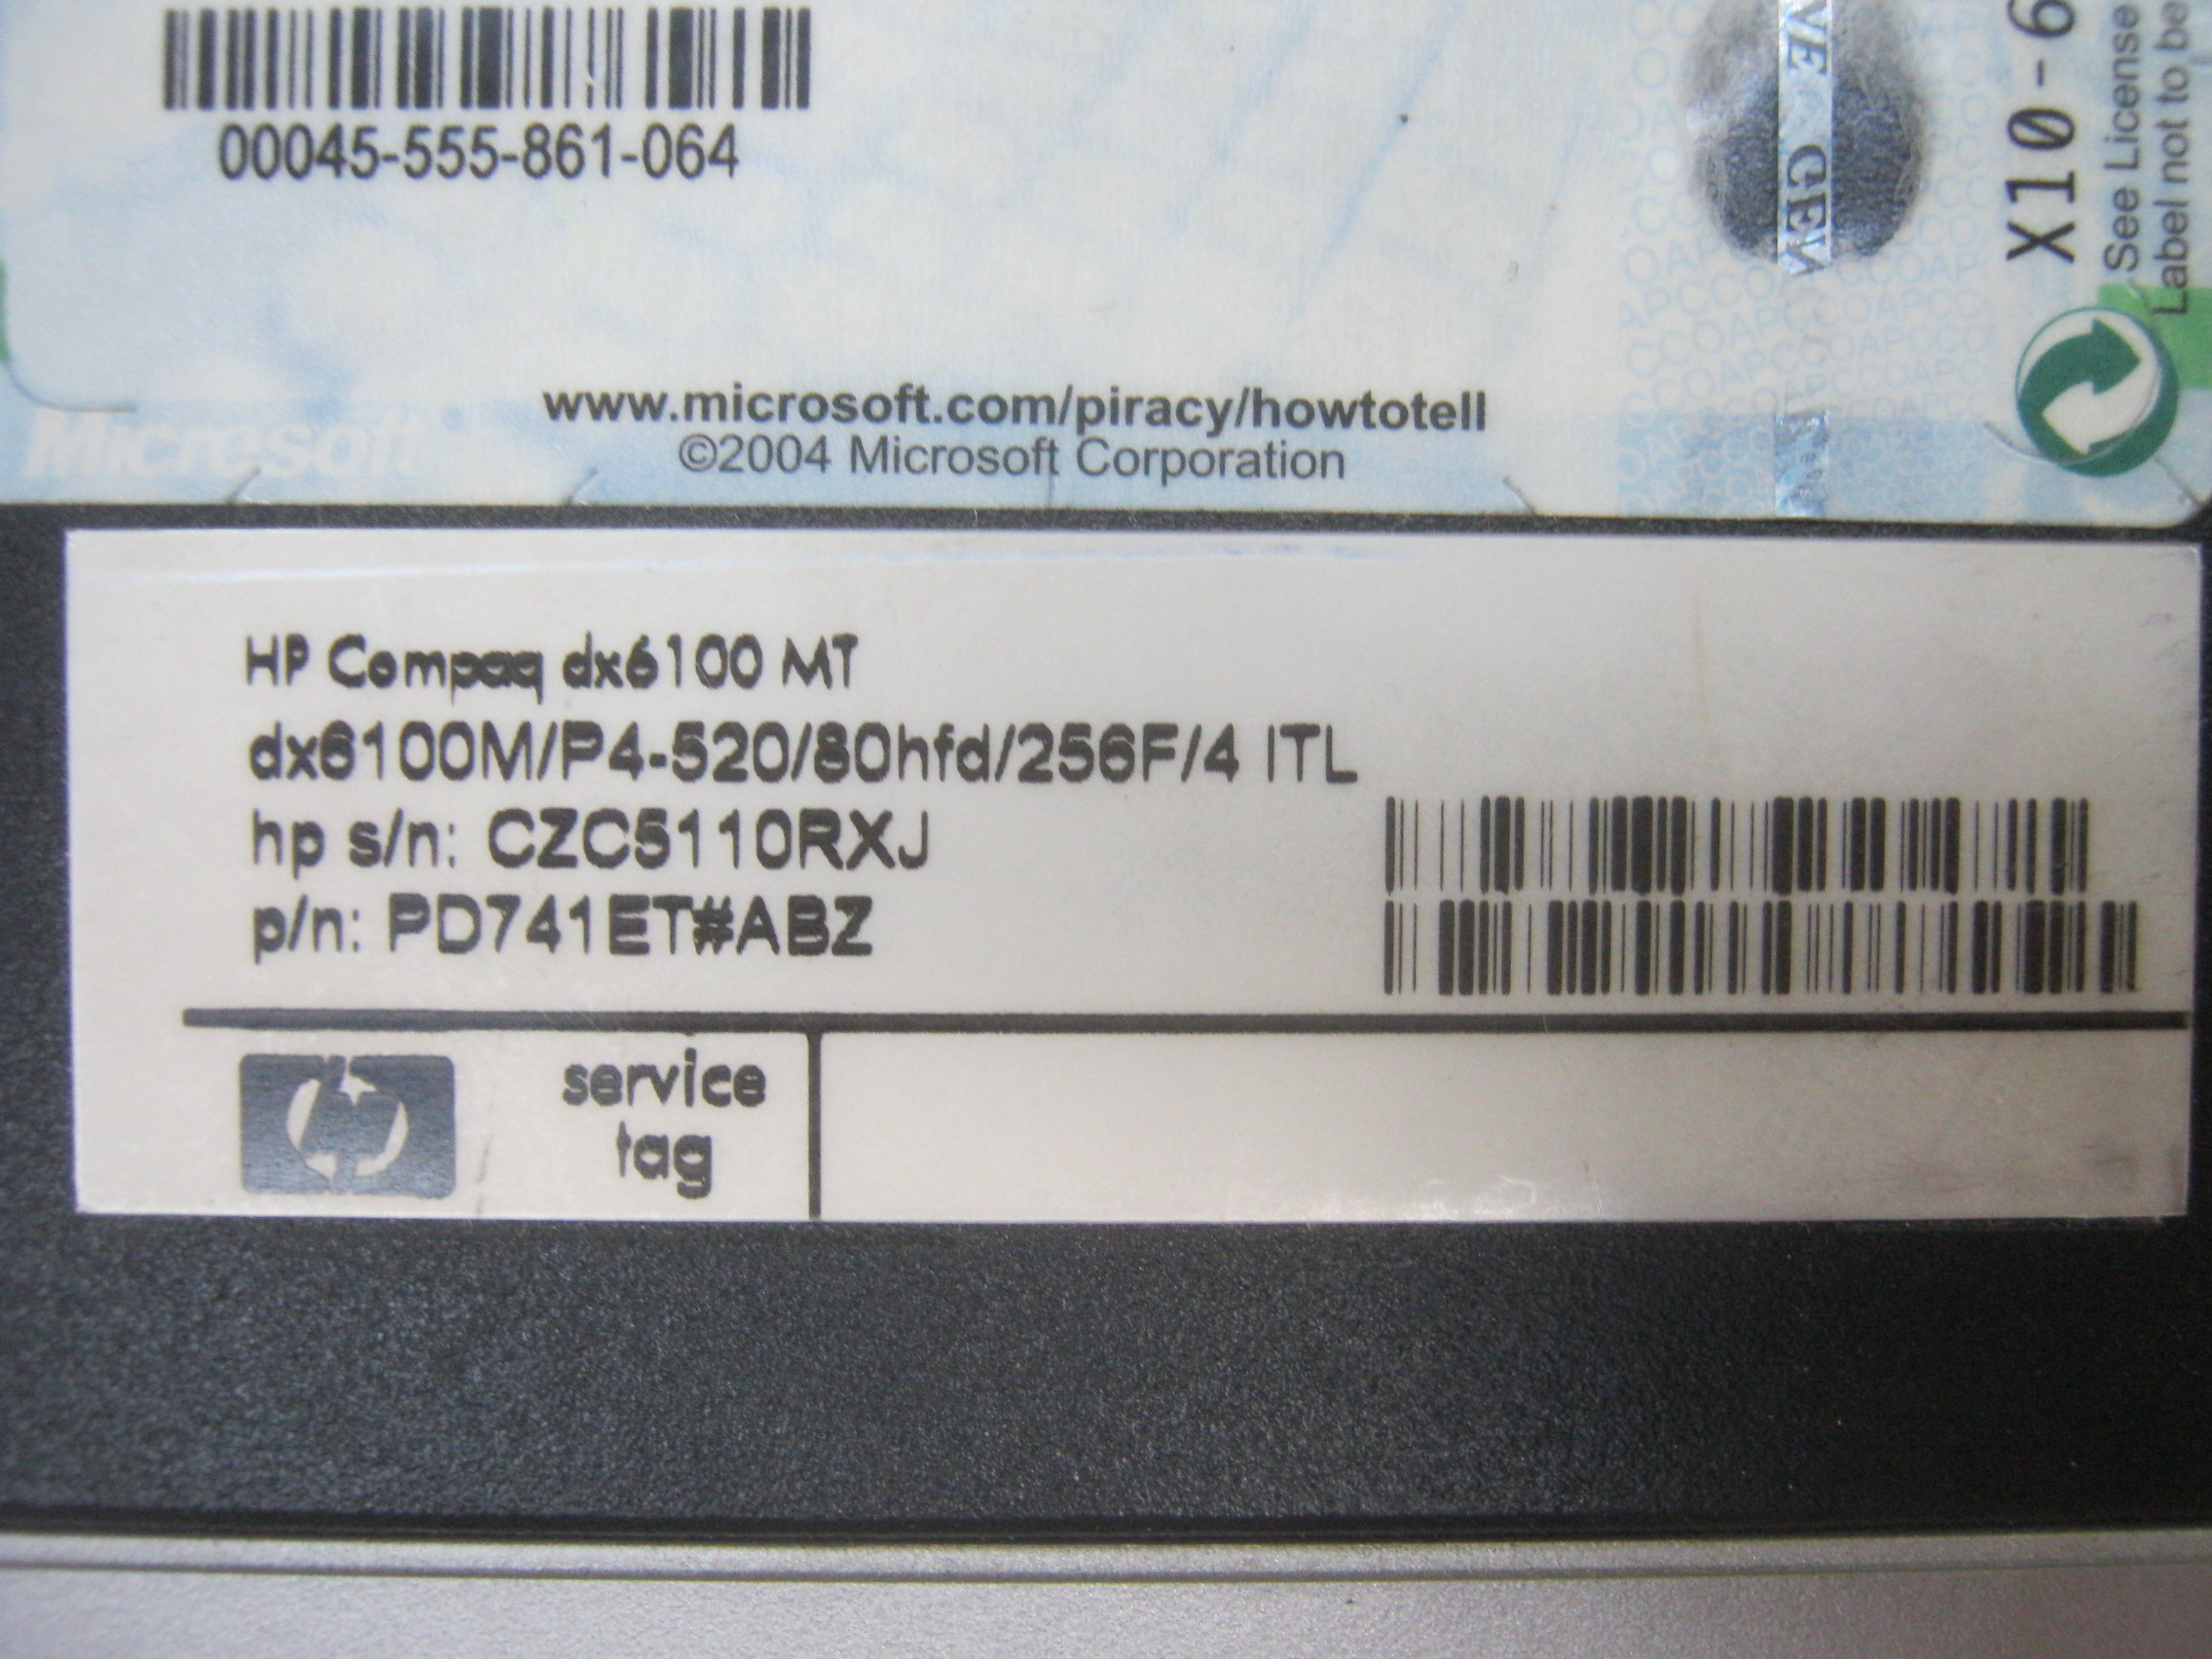 00045-555-861-064
www.microsoft.com/piracy/howtotell
©2004 Microsoft Corporation
Microsoft
X10-6
See License
Label not to be
HP Compaq dx6100 MT
dx6100M/P4-520/80hfd/256F/4 ITL
hp s/n: CZC5110RXJ
p/n: PD741ET#ABZ
hp
service
tag